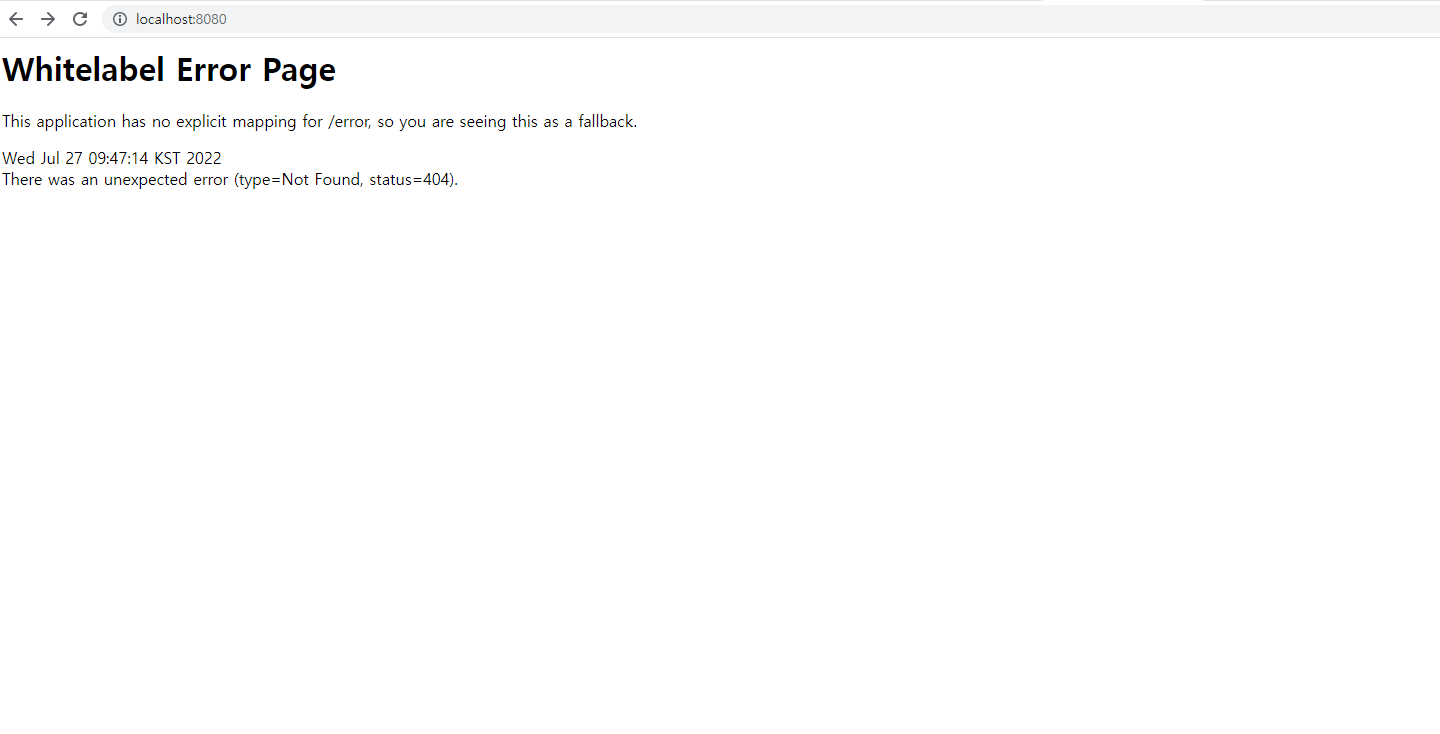 localhost:8080
Whitelabel Error Page
This application has no explicit mapping for /error, so you are seeing this as a fallback.
Wed Jul 27 09:47:14 KST 2022
There was an unexpected error (type=Not Found, status=404).